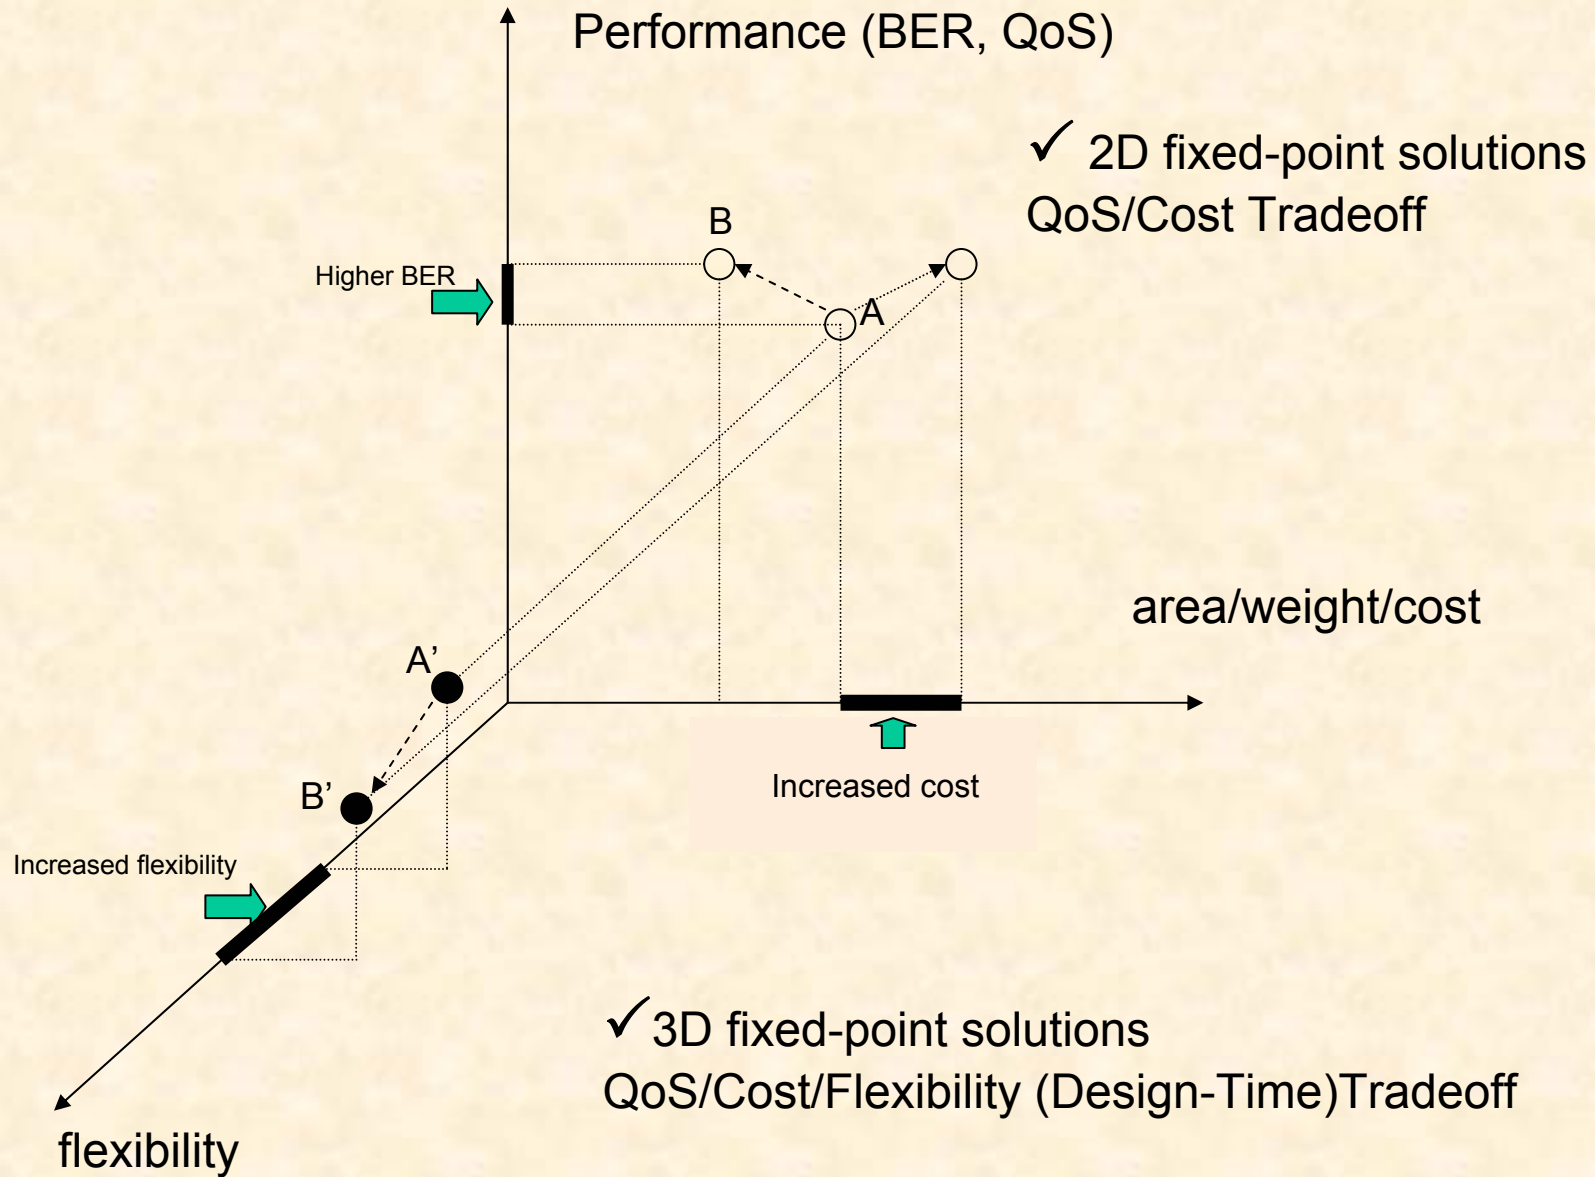 Performance (BER, QoS)
✓ 2D fixed-point solutions
QoS/Cost Tradeoff
B
Higher BER
A
area/weight/cost
A’
Increased cost
B’
Increased flexibility
✓3D fixed-point solutions
QoS/Cost/Flexibility (Design-Time)Tradeoff
flexibility